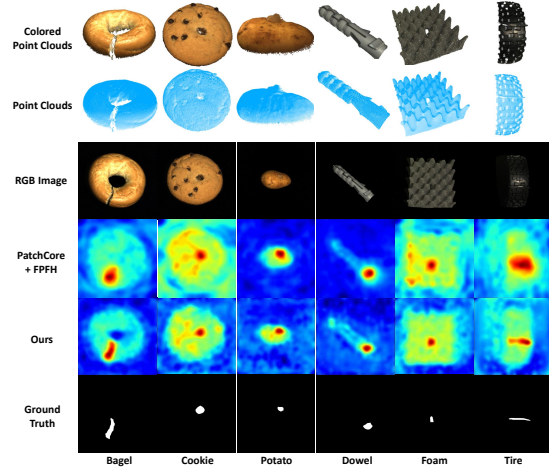 Colored
Point Clouds
Point Clouds
RGB Image
PatchCore
+ FPFH
Ours
Ground
Truth
Bagel Cookie Potato Dowel Foam Tire